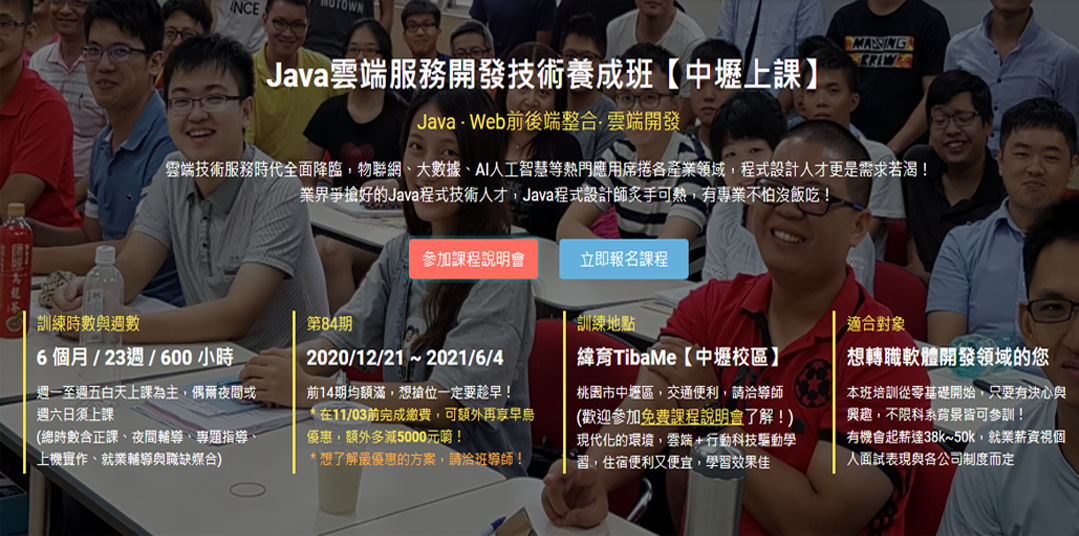 Java雲端服務開發技術養成班【中壢上課】
Java · Web前後端整合· 雲端開發
雲端技術服務時代全面降臨，物聯網、大數據、AI人工智慧等熱門應用席捲各產業領域，程式設計人才更是需求若渴！
業界爭搶好的Java程式技術人才，Java程式設計師炙手可熱，有專業不怕沒飯吃！
參加課程說明會
立即報名課程
訓練時數與週數
6 個月 / 23週 / 600 小時
週一至週五白天上課為主，偶爾夜間或
週六日須上課
(總時數含正課、夜間輔導、專題指導、
上機實作、就業輔導與職缺媒合)
第84期
2020/12/21 ~ 2021/6/4
前14期均額滿，想搶位一定要趁早！
* 在11/03前完成繳費，可額外再享早鳥
優惠，額外多減5000元唷！
* 想了解最優惠的方案，請洽班導師！
訓練地點
緯育TibaMe【中壢校區】
桃園市中壢區，交通便利，請洽導師
(歡迎參加免費課程說明會了解！)
現代化的環境，雲端＋行動科技驅動學
習，住宿便利又便宜，學習效果佳
適合對象
想轉職軟體開發領域的您
本班培訓從零基礎開始，只要有決心與
興趣，不限科系背景皆可參訓！
有機會起薪達38k~50k，就業薪資視個
人面試表現與各公司制度而定